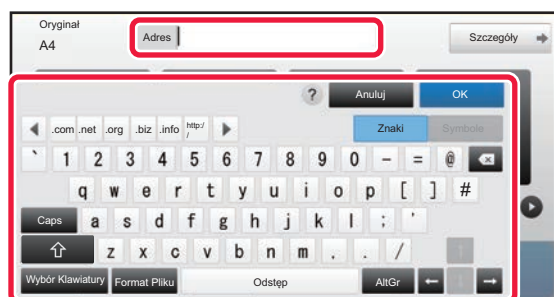 Oryginał
A4
Adres
Szczegóły
? Anuluj OK
.com .net .org .biz .info http:/
/
Znaki Symbole
` 1 2 3 4 5 6 7 8 9 0 - = @
q w e r t y u i o p [ ] #
Caps a s d f g h j k l ; '
z x c v b n m . . /
Wybór Klawiatury Format Pliku Odstęp AltGr